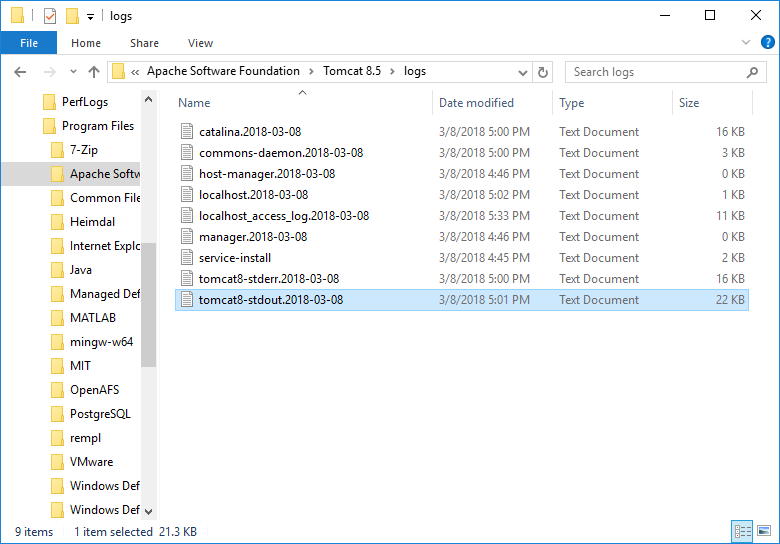 logs
File Home Share View
« Apache Software Foundation Tomcat 8.5 logs Search logs
PerfLogs
Program Files
7-Zip
Apache Softw
Common File
Heimdal
Internet Explo
Java
Managed Def
MATLAB
mingw-w64
MIT
OpenAFS
PostgreSQL
rempl
VMware
Windows Def
Windows Def
Name Date modified Type Size
catalina.2018-03-08 3/8/2018 5:00 PM Text Document 16 KB
commons-daemon.2018-03-08 3/8/2018 5:00 PM Text Document 3 KB
host-manager.2018-03-08 3/8/2018 4:46 PM Text Document 0 KB
localhost.2018-03-08 3/8/2018 5:02 PM Text Document 1 KB
localhost_access_log.2018-03-08 3/8/2018 5:33 PM Text Document 11 KB
manager.2018-03-08 3/8/2018 4:46 PM Text Document 0 KB
service-install 3/8/2018 4:45 PM Text Document 2 KB
tomcat8-stderr.2018-03-08 3/8/2018 5:00 PM Text Document 16 KB
tomcat8-stdout.2018-03-08 3/8/2018 5:01 PM Text Document 22 KB
9 items 1 item selected 21.3 KB